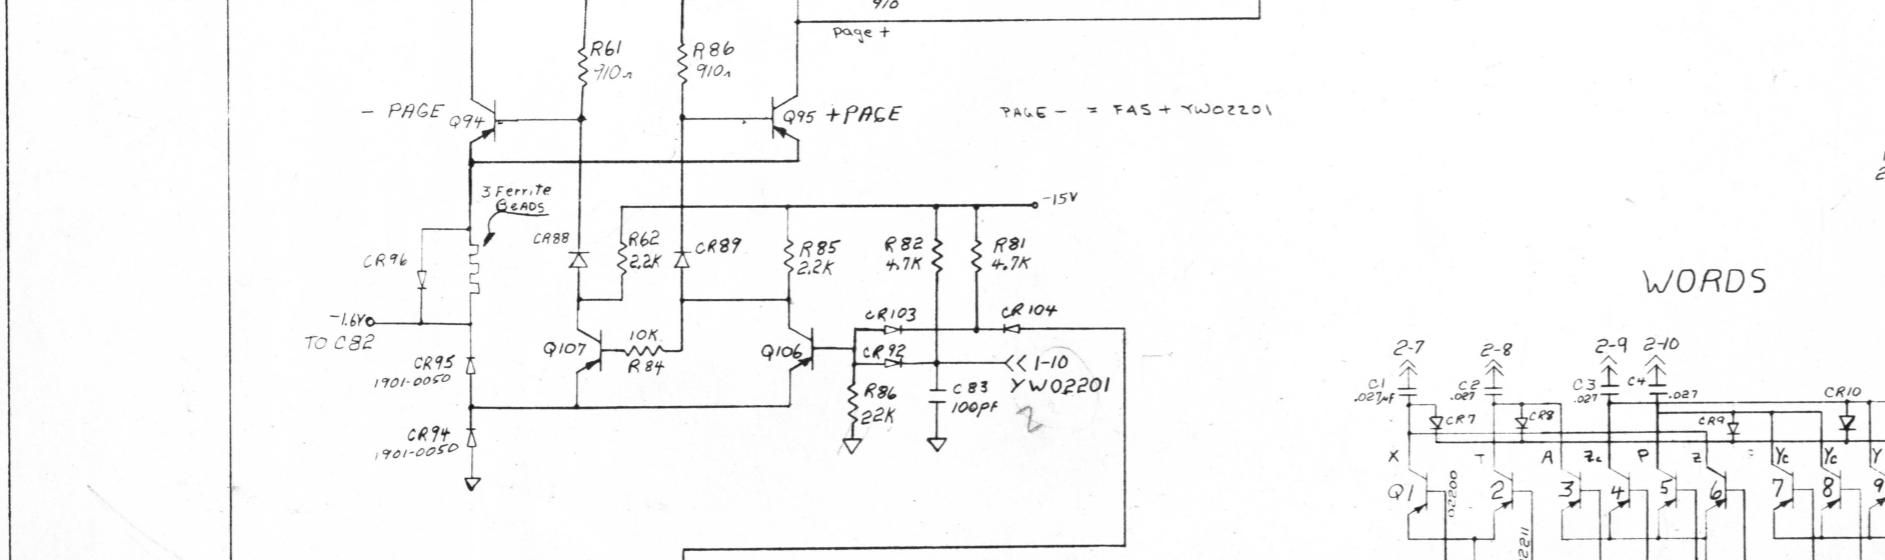 910
page +
R61
910Ω
R86
910Ω
- PAGE
Q94
Q95
+PAGE
PAGE - = FAS + YW02201
3 Ferrite
BEADS
-15V
CR88
R62
2.2K
CR89
R85
2.2K
R82
4.7K
R81
4.7K
CR96
-1.6V
TO C82
CR103
CR104
Q107
10K
R84
Q106
CR92
1-10
YW02201
CR95
1901-0050
R86
22K
C83
100PF
2
CR94
1901-0050
WORDS
2-7
2-8
2-9
2-10
C1
.027μF
C2
.027
C3
.027
C4
.027
CR10
CR7
CR8
CR9
X
T
A
Zc
P
Z
Yc
Yc
Y
Q1
2
3
4
5
6
7
8
9
02200